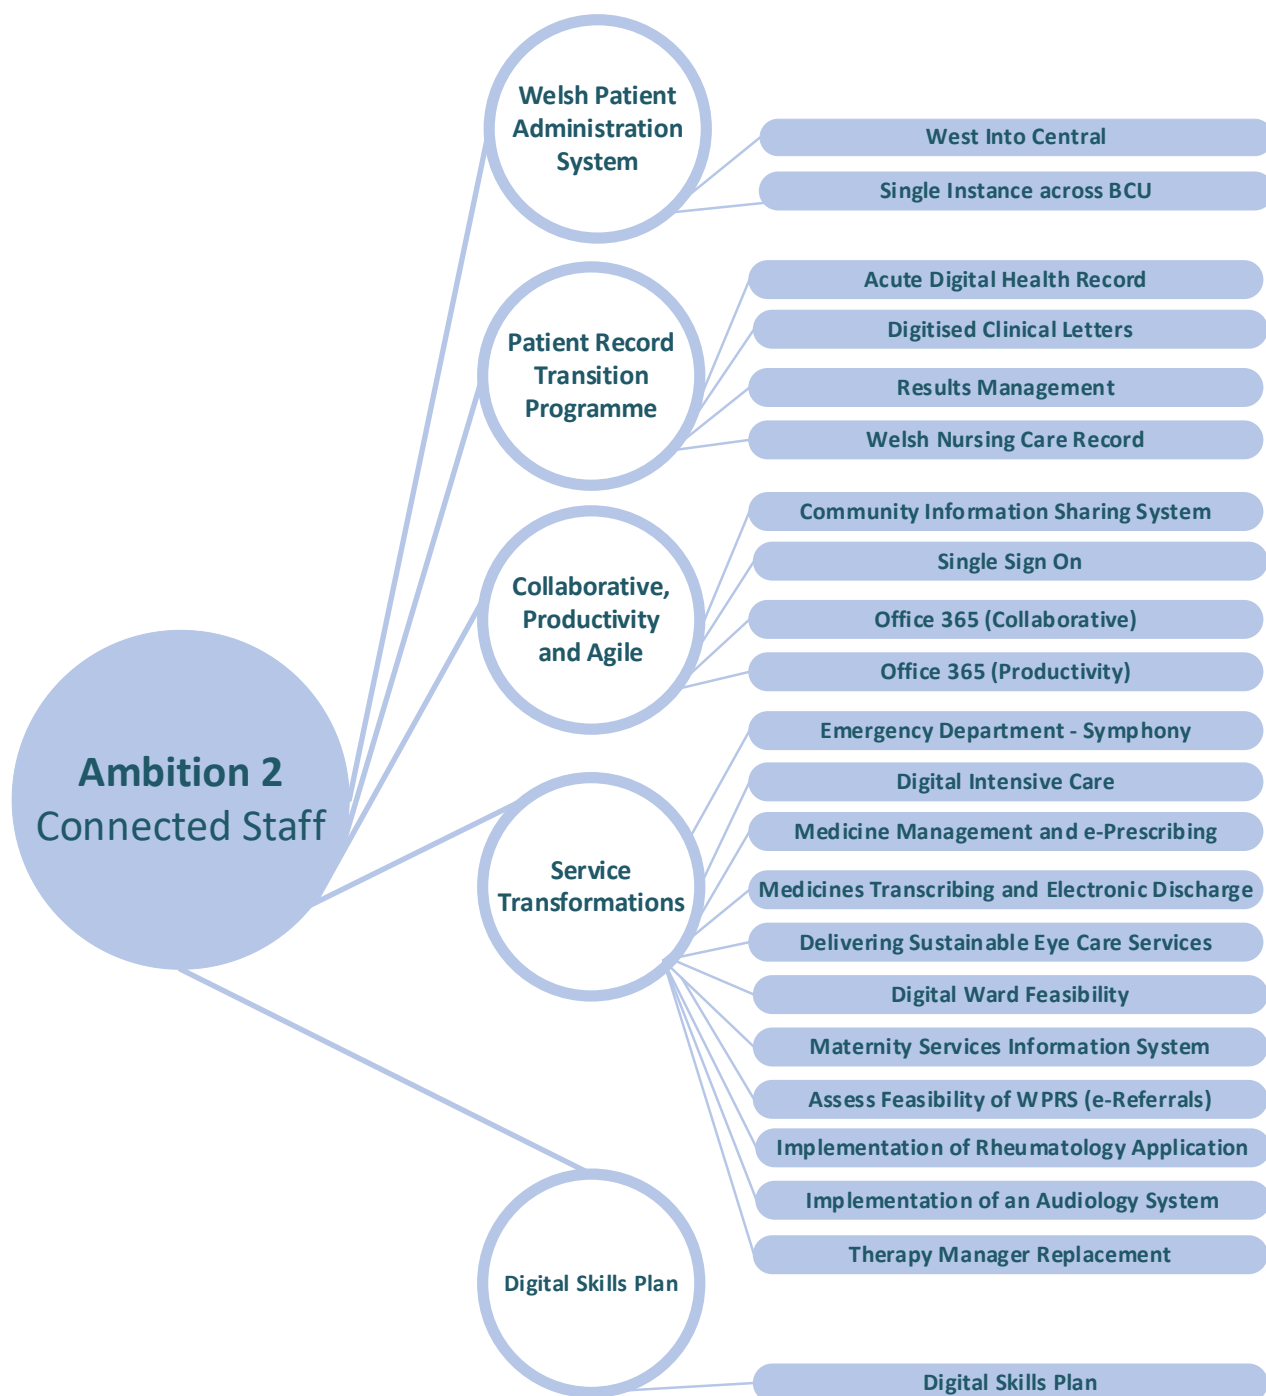 Welsh Patient
Administration
System
West Into Central
Single Instance across BCU
Patient Record
Transition
Programme
Acute Digital Health Record
Digitised Clinical Letters
Results Management
Welsh Nursing Care Record
Collaborative,
Productivity
and Agile
Community Information Sharing System
Single Sign On
Office 365 (Collaborative)
Office 365 (Productivity)
Ambition 2
Connected Staff
Service
Transformations
Emergency Department - Symphony
Digital Intensive Care
Medicine Management and e-Prescribing
Medicines Transcribing and Electronic Discharge
Delivering Sustainable Eye Care Services
Digital Ward Feasibility
Maternity Services Information System
Assess Feasibility of WPRS (e-Referrals)
Implementation of Rheumatology Application
Implementation of an Audiology System
Therapy Manager Replacement
Digital Skills Plan
Digital Skills Plan